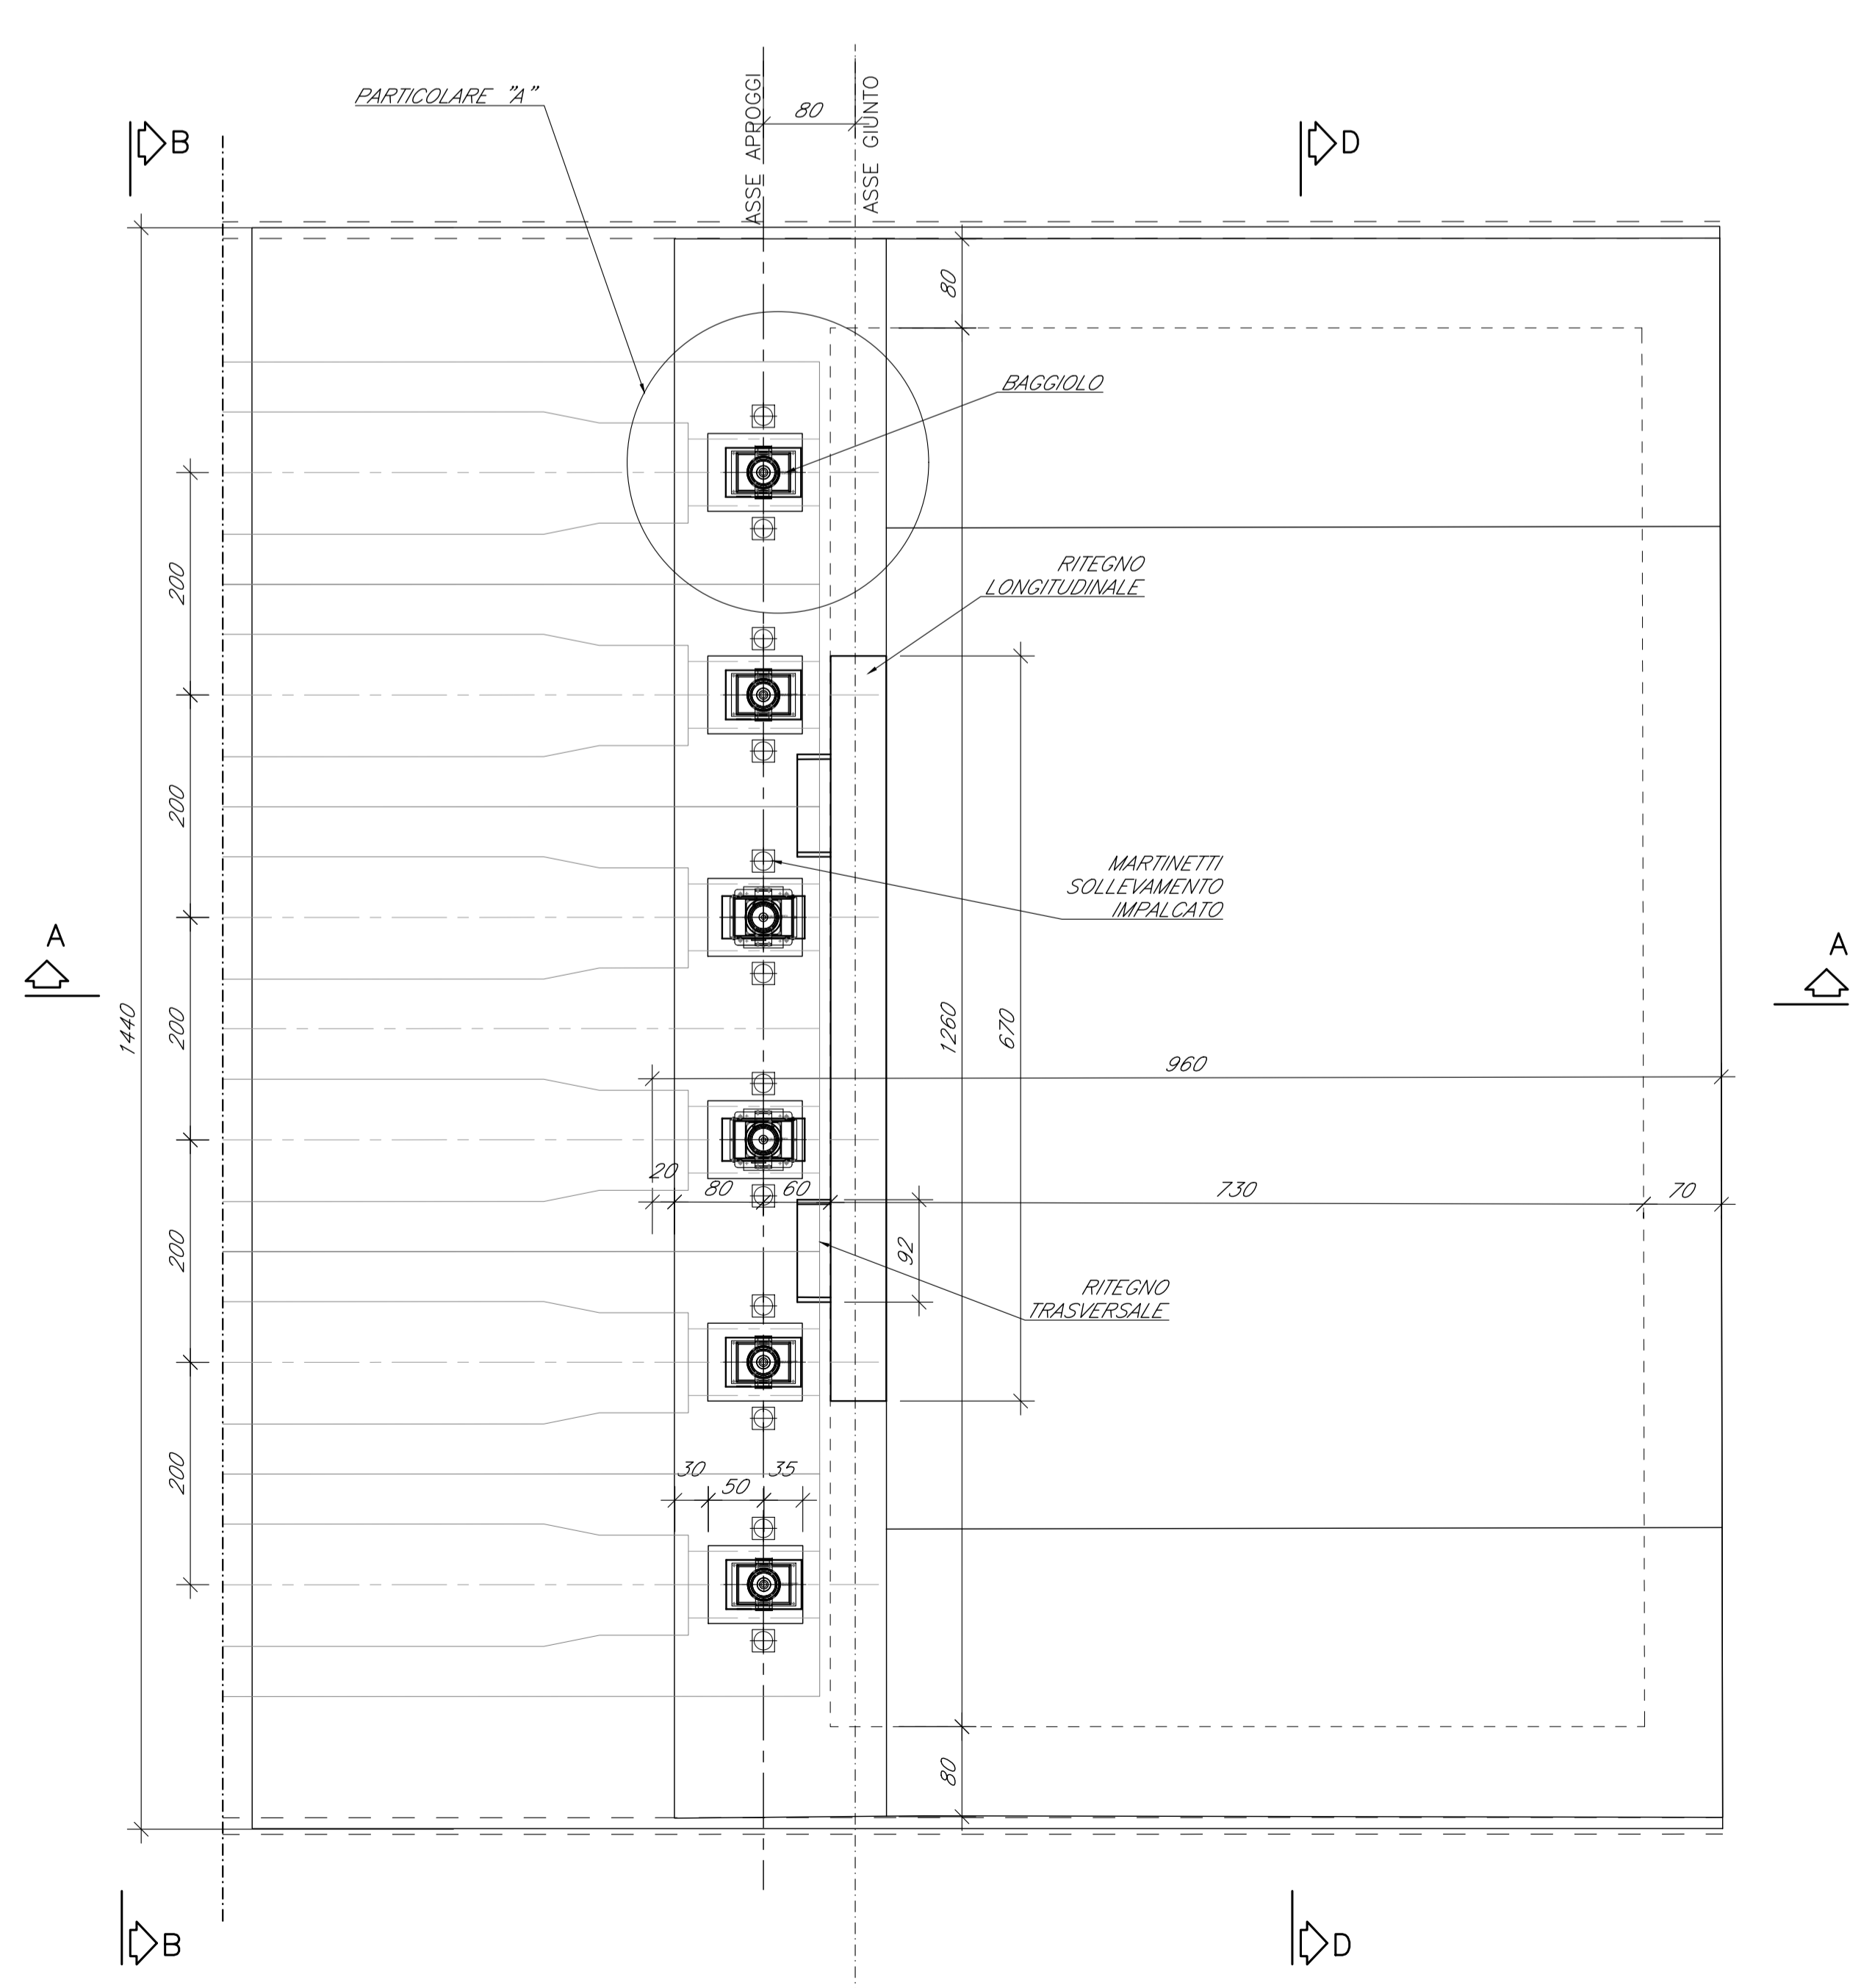 PARTICOLARE "A"
ASSE APPOGGI
80
ASSE GIUNTO
B
D
80
BAGGIOLO
200
RITEGNO
LONGITUDINALE
200
MARTINETTI
SOLLEVAMENTO
IMPALCATO
A
A
1440
200
1260
670
960
20
80
60
730
70
200
92
RITEGNO
TRASVERSALE
200
30
50
35
80
B
D